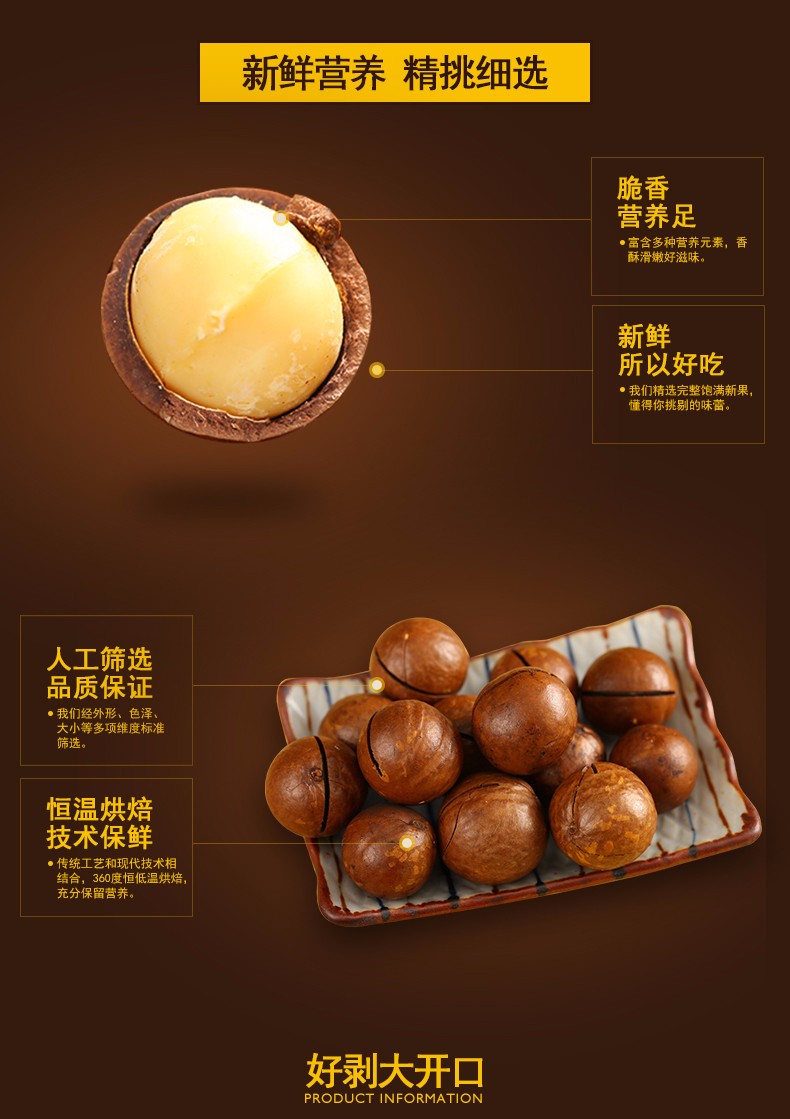 新鲜营养 精挑细选
脆香
营养足
•富含多种营养元素，香
酥滑嫩好滋味。
新鲜
所以好吃
•我们精选完整饱满新果，
懂得你挑剔的味蕾。
人工筛选
品质保证
•我们经外形、色泽、
大小等多项维度标准
筛选。
恒温烘焙
技术保鲜
•传统工艺和现代技术相
结合，360度恒低温烘焙，
充分保留营养。
好剥大开口
PRODUCT INFORMATION